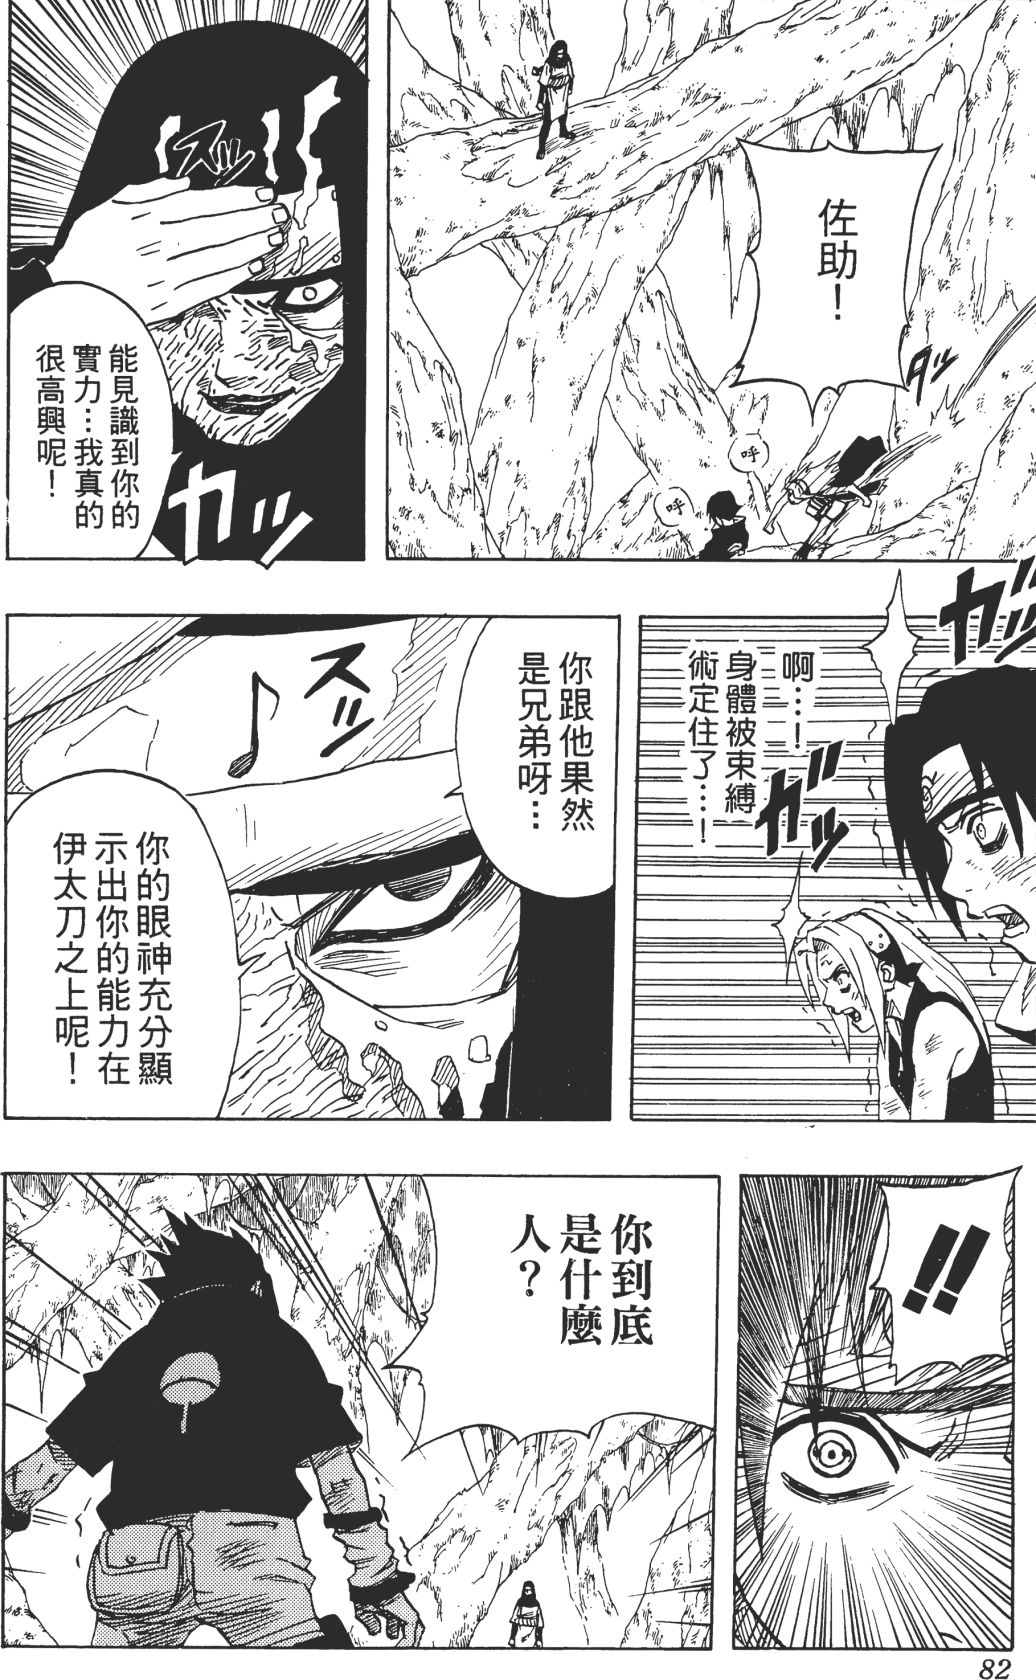 佐助！
タッ
呼
呼
スッ
能見識到你的
實力…我真的
很高興呢！
カッ
カッ
啊…！
身體被束縛
術定住了…！
ガッ
你跟他果然
是兄弟呀…
スッ
你的眼神充分顯
示出你的能力在
伊太刀之上呢！
!!
你到底
是什麼
人？
82